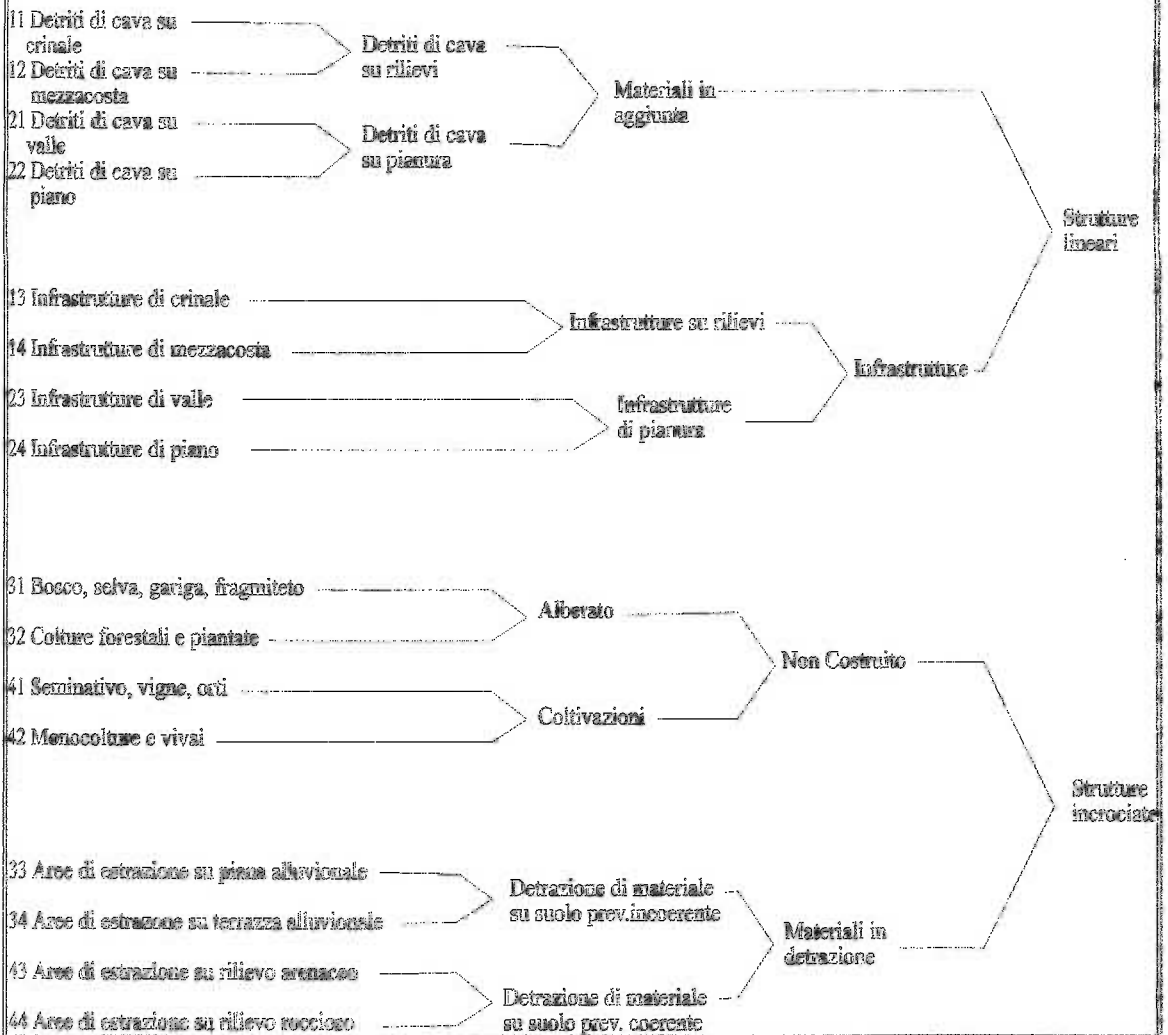 11 Detriti di cava su
crinale
12 Detriti di cava su
mezzacosta
21 Detriti di cava su
valle
22 Detriti di cava su
piano
Detriti di cava
su rilievi
Detriti di cava
su pianura
Materiali in
aggiunta
Strutture
lineari
13 Infrastrutture di crinale
14 Infrastrutture di mezzacosta
23 Infrastrutture di valle
24 Infrastrutture di piano
Infrastrutture su rilievi
Infrastrutture
di pianura
Infrastrutture
31 Bosco, selva, gariga, fragmiteto
32 Colture forestali e piantate
41 Seminativo, vigne, orti
42 Monocolture e vivai
Alberato
Coltivazioni
Non Costruito
Strutture
incrociate
33 Aree di estrazione su piana alluvionale
34 Aree di estrazone su terrazza alluvionale
43 Aree di estrazione su rilievo arenaceo
44 Aree di estrazione su rilievo roccioso
Detrazione di materiale
su suolo prev.incoerente
Detrazione di materiale
su suolo prev. coerente
Materiali in
detrazione